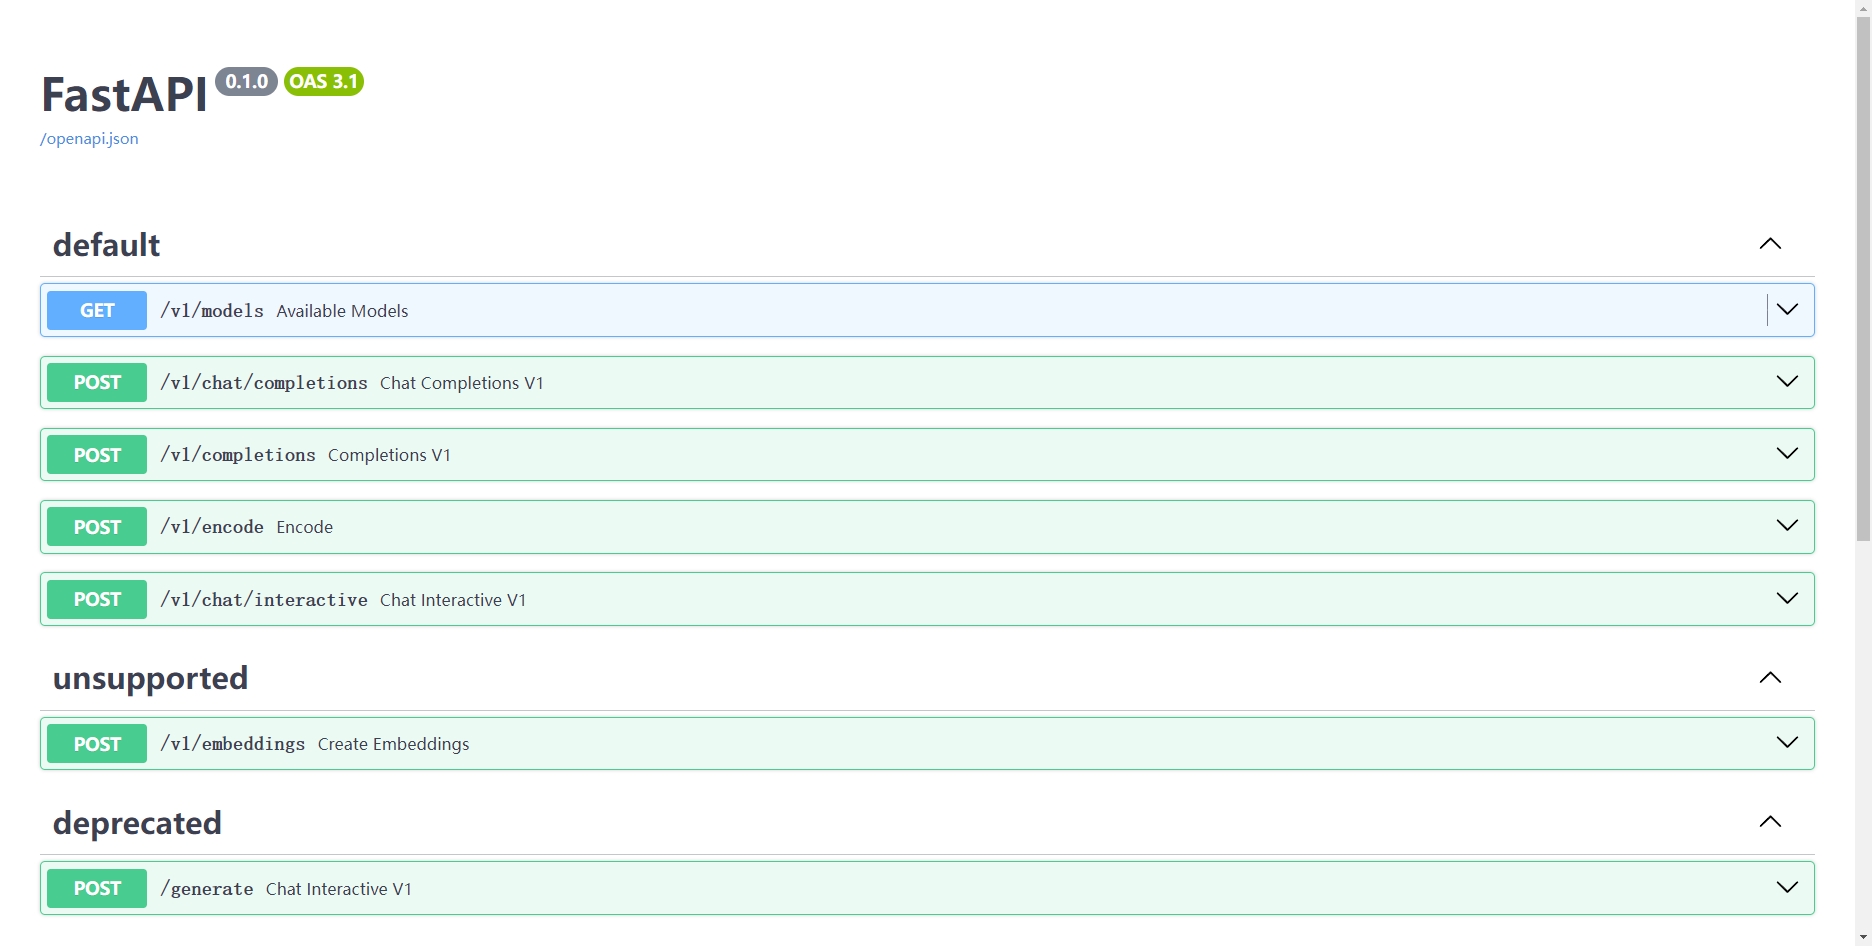 FastAPI 0.1.0 OAS 3.1
/openapi.json
default
GET /v1/models Available Models
POST /v1/chat/completions Chat Completions V1
POST /v1/completions Completions V1
POST /v1/encode Encode
POST /v1/chat/interactive Chat Interactive V1
unsupported
POST /v1/embeddings Create Embeddings
deprecated
POST /generate Chat Interactive V1